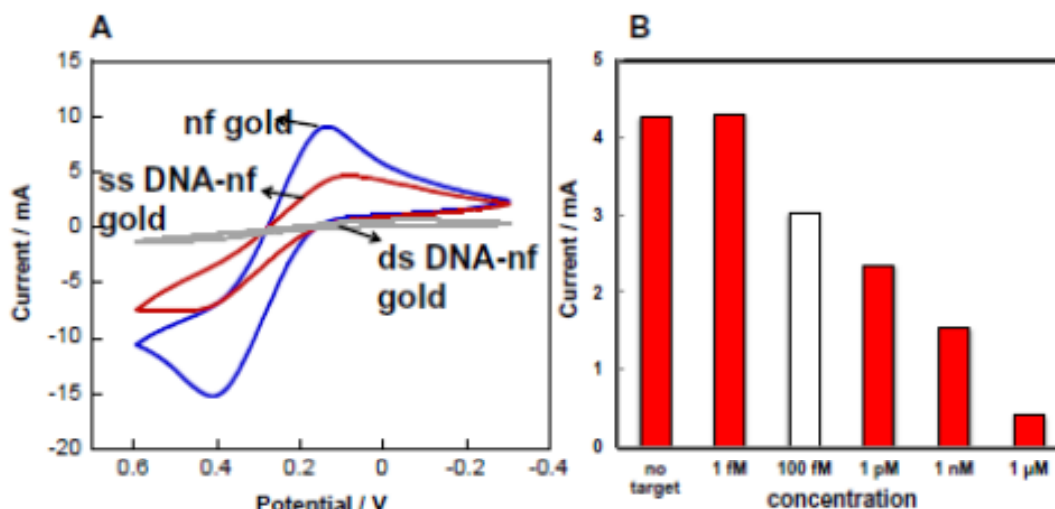 A
15
10
5
0
-5
-10
-15
-20
Current / mA
nf gold
ss DNA-nf
gold
ds DNA-nf
gold
0.6 0.4 0.2 0 -0.2 -0.4
Potential / V
B
5
4
3
2
1
0
Current / mA
no
target
1 fM
100 fM
1 pM
1 nM
1 µM
concentration